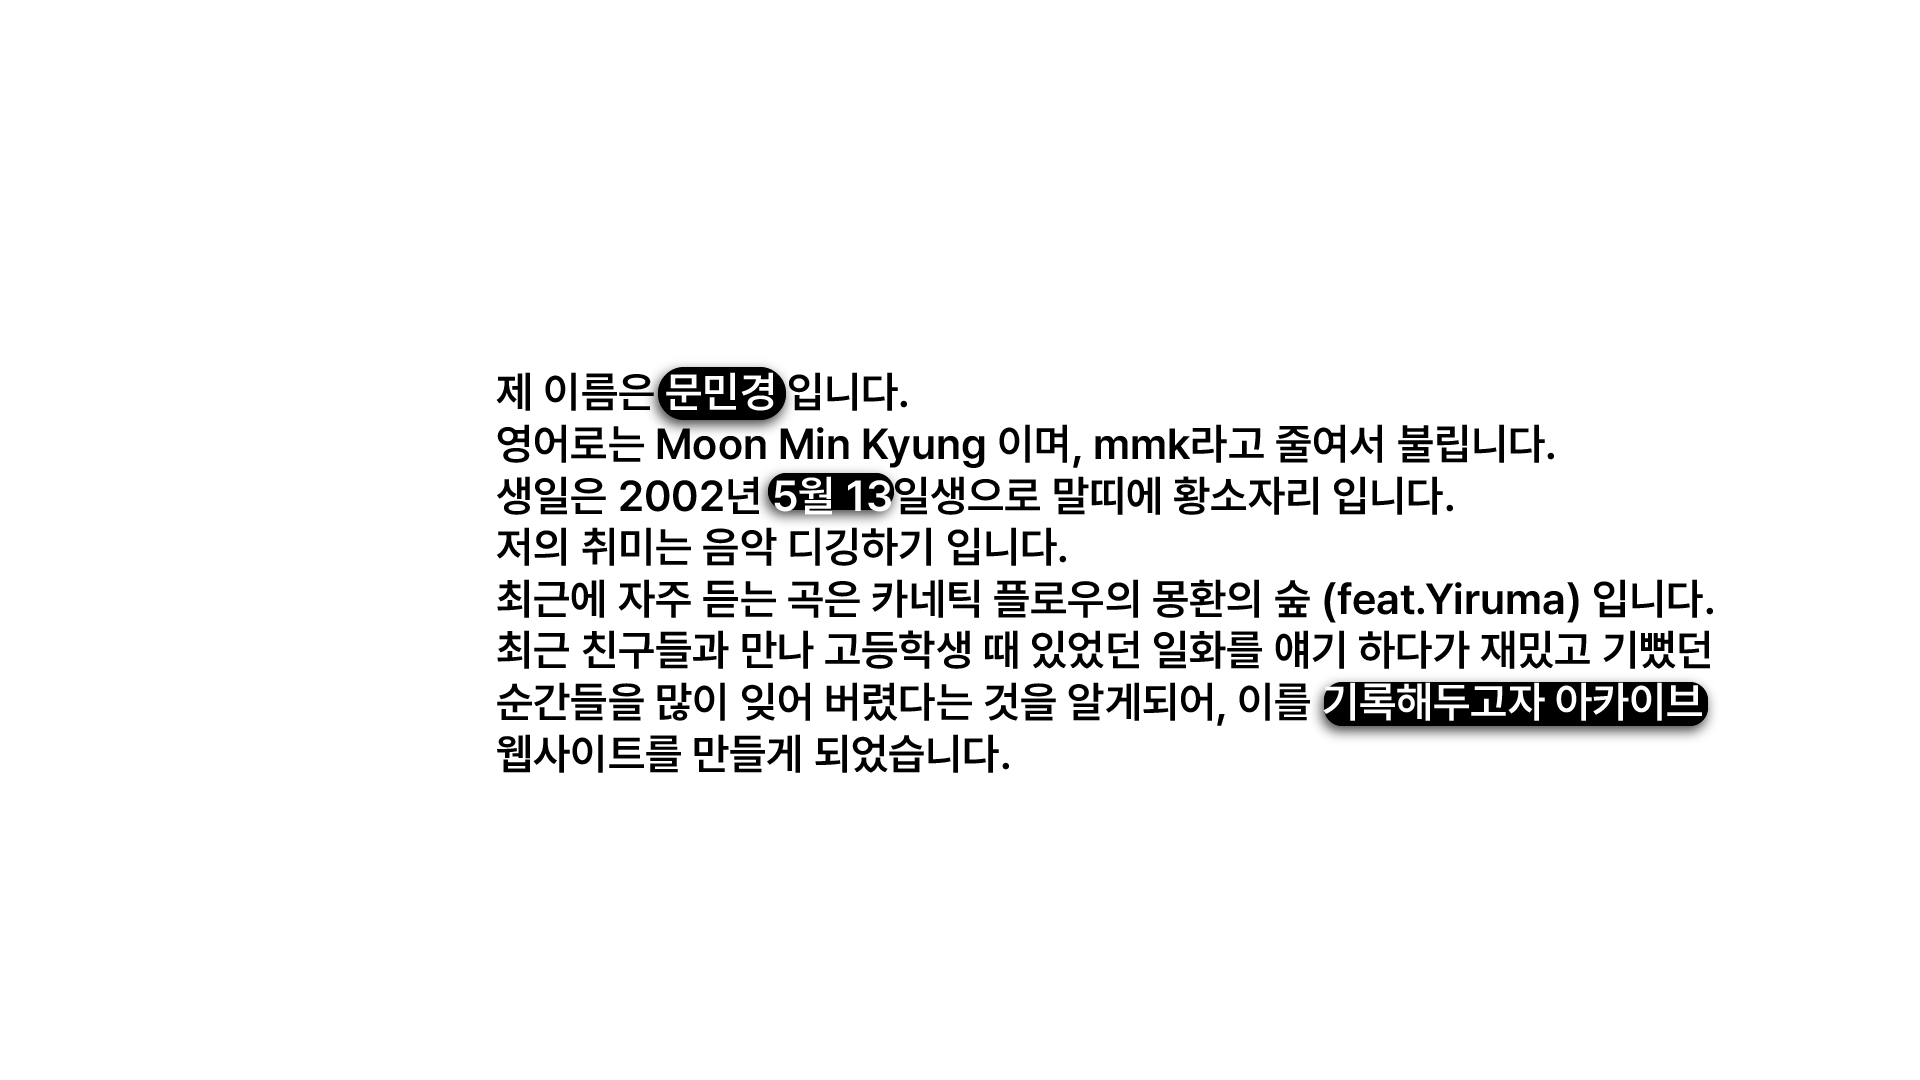 제 이름은 문민경 입니다.
영어로는 Moon Min Kyung 이며, mmk라고 줄여서 불립니다.
생일은 2002년 5월 13일생으로 말띠에 황소자리 입니다.
저의 취미는 음악 디깅하기 입니다.
최근에 자주 듣는 곡은 카네틱 플로우의 몽환의 숲 (feat.Yiruma) 입니다.
최근 친구들과 만나 고등학생 때 있었던 일화를 얘기 하다가 재밌고 기뻤던
순간들을 많이 잊어 버렸다는 것을 알게되어, 이를 기록해두고자 아카이브
웹사이트를 만들게 되었습니다.